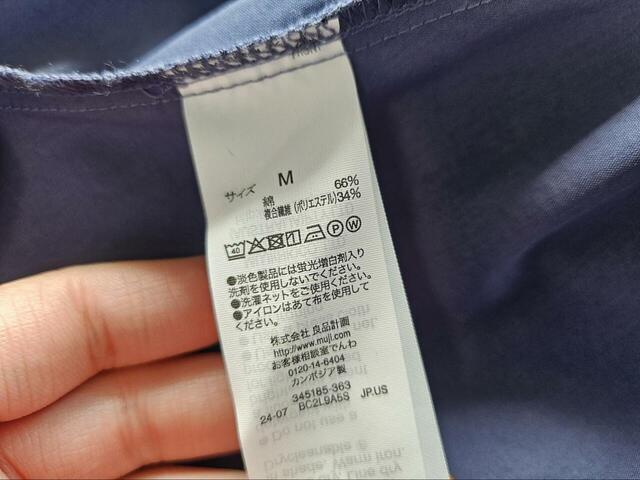 サイズ M
綿 66%
複合繊維(ポリエステル)34%
40 P W
●淡色製品には蛍光増白剤入り
洗剤を使用しないでください。
●洗濯ネットをご使用ください。
●アイロンはあて布を使用して
ください。
株式会社 良品計画
http://www.muji.com
お客様相談室でんわ
0120-14-6404
カンボジア製
345185-363
24-07 BC2L9A5S JP.US